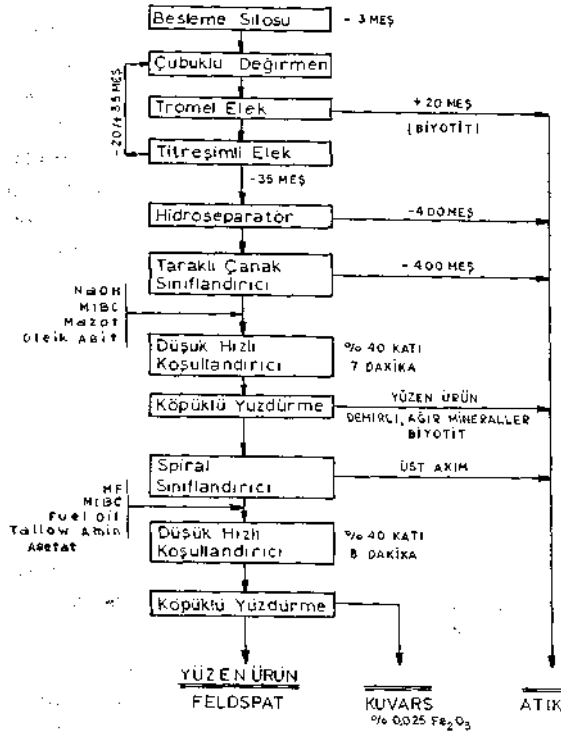 Besleme Silosu
- 3 MEŞ
Çubuklu Değirmen
-20/+35 MEŞ
Tromel Elek
+20 MEŞ
(BİYOTİT)
Titreşimli Elek
-35 MEŞ
Hidroseparatör
-400 MEŞ
Taraklı Çanak
Sınıflandırıcı
-400 MEŞ
NaOH
MIBC
Mazot
Oleik Asit
Düşük Hızlı
Koşullandırıcı
% 40 KATI
7 DAKİKA
Köpüklü Yüzdürme
YÜZEN ÜRÜN
DEMİRLİ, AĞIR MİNERALLER
BİYOTİT
Spiral
Sınıflandırıcı
ÜST AKIM
HF
MIBC
Fuel Oil
Tallow Amin
Asetat
Düşük Hızlı
Koşullandırıcı
% 40 KATI
8 DAKİKA
Köpüklü Yüzdürme
YÜZEN ÜRÜN
FELDSPAT
KUVARS
% 0,025 Fe₂O₃
ATIK